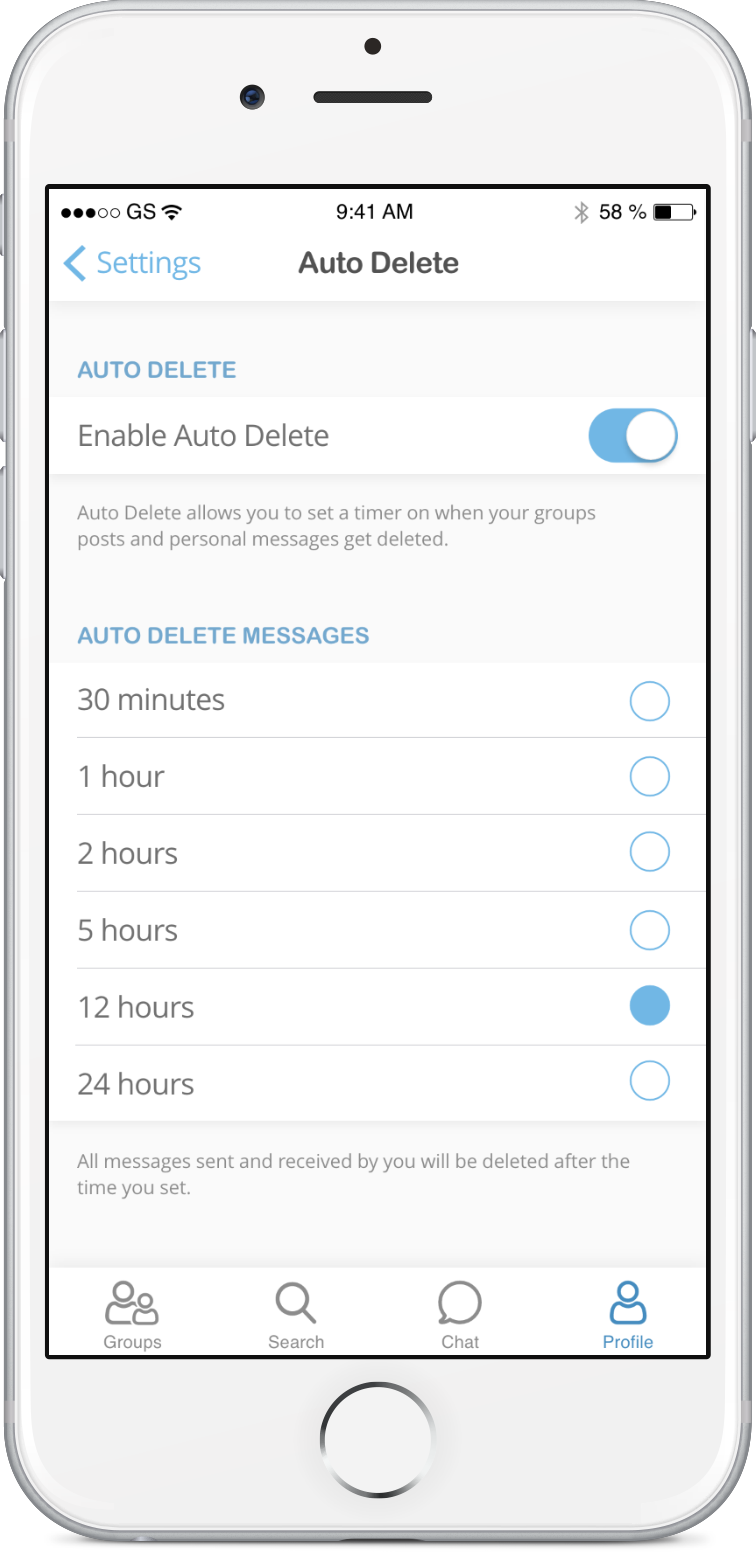 GS 9:41 AM 58 %
Settings Auto Delete
AUTO DELETE
Enable Auto Delete
Auto Delete allows you to set a timer on when your groups
posts and personal messages get deleted.
AUTO DELETE MESSAGES
30 minutes
1 hour
2 hours
5 hours
12 hours
24 hours
All messages sent and received by you will be deleted after the
time you set.
Groups Search Chat Profile